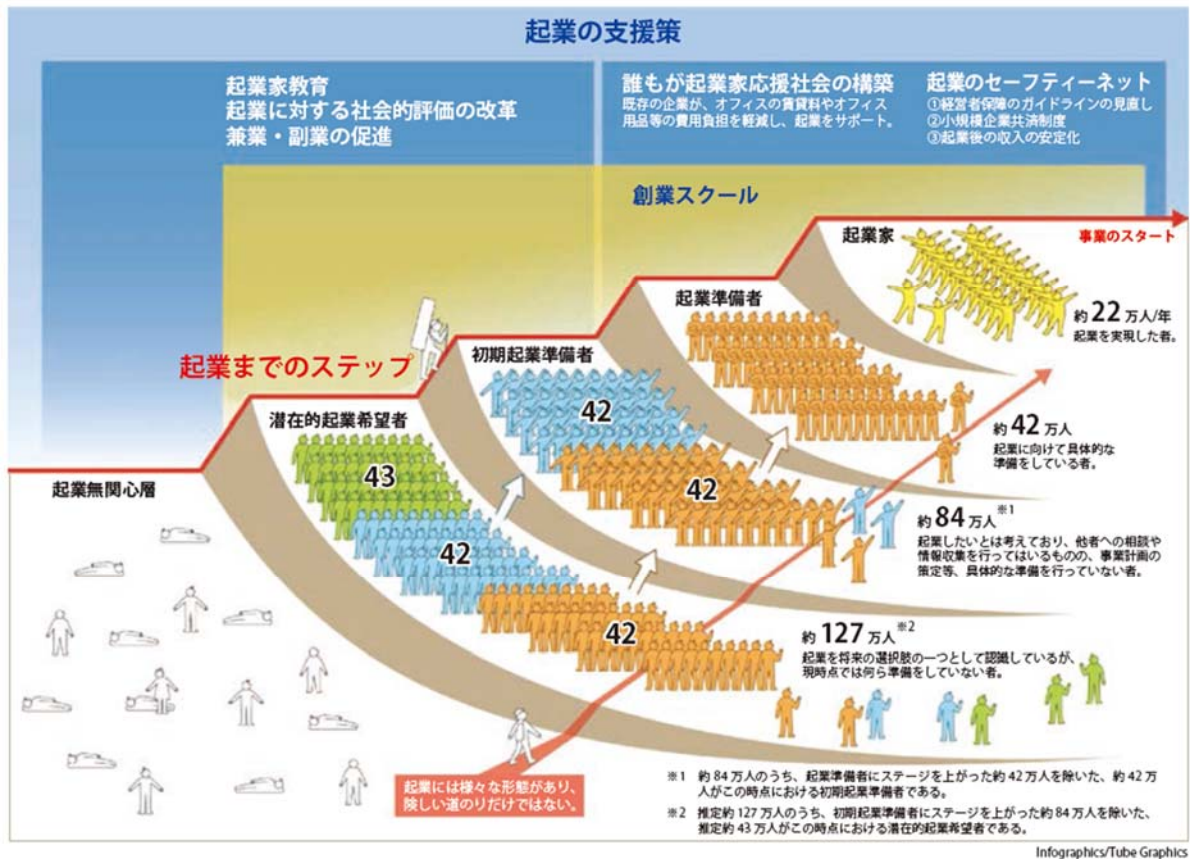 起業の支援策
起業家教育
起業に対する社会的評価の改革
兼業・副業の促進
誰もが起業家応援社会の構築
既存の企業が、オフィスの賃貸料やオフィス
用品等の費用負担を軽減し、起業をサポート。
起業のセーフティーネット
①経営者保障のガイドラインの見直し
②小規模企業共済制度
③起業後の収入の安定化
創業スクール
起業家
事業のスタート
約22万人/年
起業を実現した者。
起業準備者
約42万人
起業に向けて具体的な
準備をしている者。
起業までのステップ
初期起業準備者
42
42
約84万人※1
起業したいとは考えており、他者への相談や
情報収集を行ってはいるものの、事業計画の
策定等、具体的な準備を行っていない者。
潜在的起業希望者
43
42
42
約127万人※2
起業を将来の選択肢の一つとして認識しているが、
現時点では何ら準備をしていない者。
起業無関心層
起業には様々な形態があり、
険しい道のりだけではない。
※1 約84万人のうち、起業準備者にステージを上がった約42万人を除いた、約42万
人がこの時点における初期起業準備者である。
※2 推定約127万人のうち、初期起業準備者にステージを上がった約84万人を除いた、
推定約43万人がこの時点における潜在的起業希望者である。
Infographics/Tube Graphics